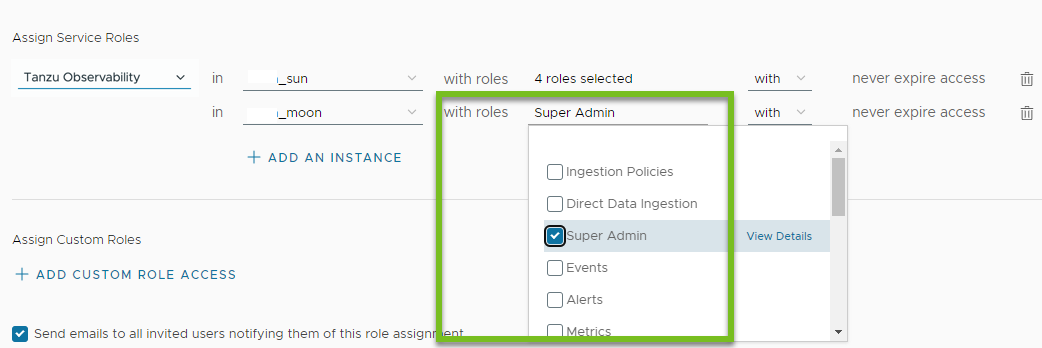 Assign Service Roles
Tanzu Observability in _sun with roles 4 roles selected with never expire access
in _moon with roles Super Admin with never expire access
+ ADD AN INSTANCE
Ingestion Policies
Direct Data Ingestion
Super Admin View Details
Events
Alerts
Metrics
Assign Custom Roles
+ ADD CUSTOM ROLE ACCESS
Send emails to all invited users notifying them of this role assignment